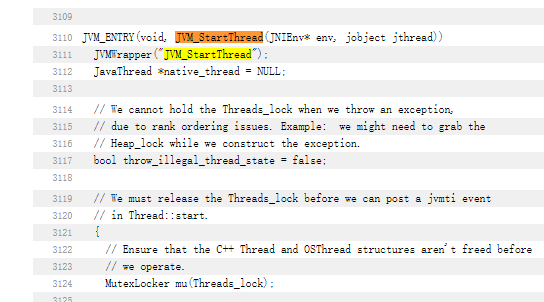 3109
3110 JVM_ENTRY(void, JVM_StartThread(JNIEnv* env, jobject jthread))
3111 JVMWrapper("JVM_StartThread");
3112 JavaThread *native_thread = NULL;
3113
3114 // We cannot hold the Threads_lock when we throw an exception,
3115 // due to rank ordering issues. Example: we might need to grab the
3116 // Heap_lock while we construct the exception.
3117 bool throw_illegal_thread_state = false;
3118
3119 // We must release the Threads_lock before we can post a jvmti event
3120 // in Thread::start.
3121 {
3122 // Ensure that the C++ Thread and OSThread structures aren't freed before
3123 // we operate.
3124 MutexLocker mu(Threads_lock);
3125